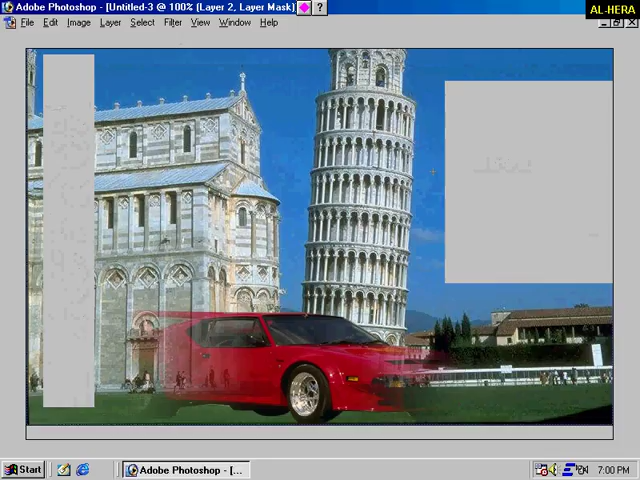 Adobe Photoshop - [Untitled-3 @ 100% (Layer 2, Layer Mask)]
?
AL-HERA
File Edit Image Layer Select Filter View Window Help
Start
Adobe Photoshop - [...
7:00 PM